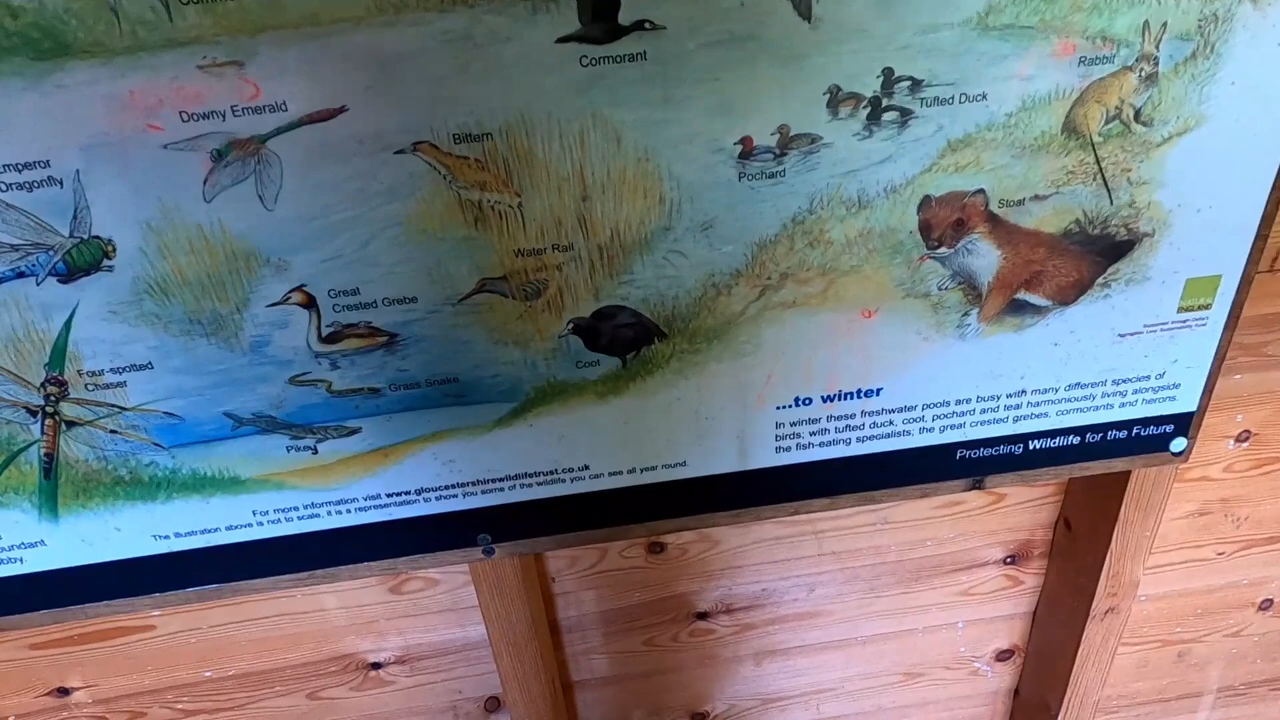 Cormorant
Rabbit
Tufted Duck
Downy Emerald
Bittern
Pochard
Emperor
Dragonfly
Stoat
Water Rail
Great
Crested Grebe
NATURAL
ENGLAND
Coot
Four-spotted
Chaser
Grass Snake
Pikey
...to winter
In winter these freshwater pools are busy with many different species of
birds; with tufted duck, coot, pochard and teal harmoniously living alongside
the fish-eating specialists; the great crested grebes, cormorants and herons.
Protecting Wildlife for the Future
For more information visit www.gloucestershirewildlifetrust.co.uk
The illustration above is not to scale, it is a representation to show you some of the wildlife you can see all year round.